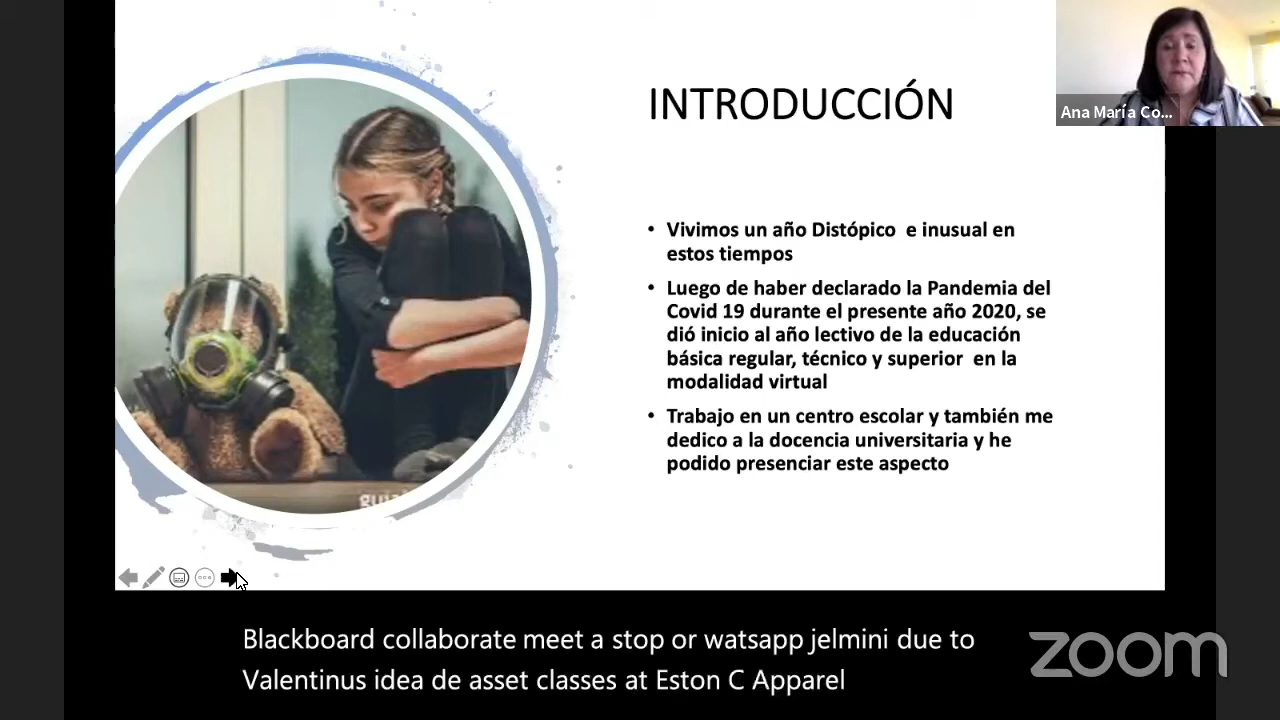 INTRODUCCIÓN
Ana María Co...
• Vivimos un año Distópico e inusual en
estos tiempos
• Luego de haber declarado la Pandemia del
Covid 19 durante el presente año 2020, se
dió inicio al año lectivo de la educación
básica regular, técnico y superior en la
modalidad virtual
• Trabajo en un centro escolar y también me
dedico a la docencia universitaria y he
podido presenciar este aspecto
Blackboard collaborate meet a stop or watsapp jelmini due to
Valentinus idea de asset classes at Eston C Apparel
zoom